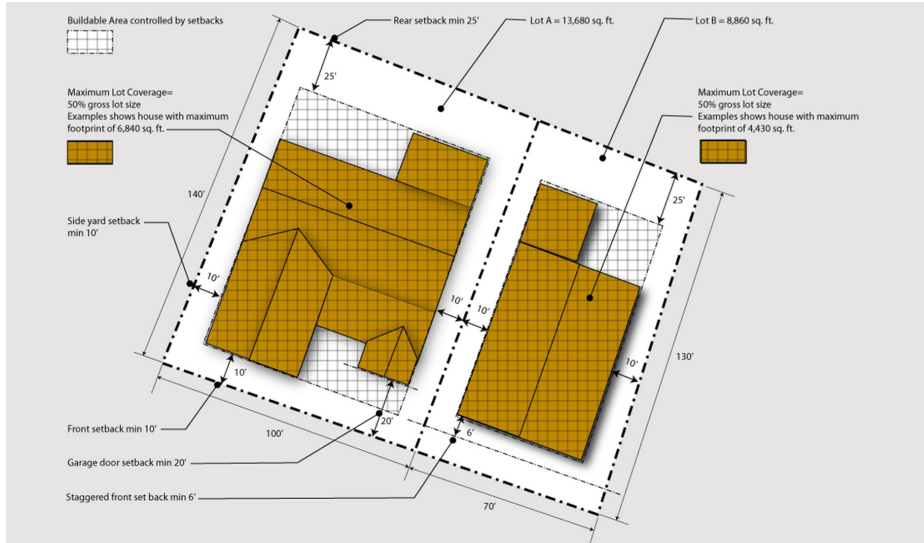 Buildable Area controlled by setbacks
Rear setback min 25'
Lot A = 13,680 sq. ft.
Lot B = 8,860 sq. ft.
25'
Maximum Lot Coverage=
50% gross lot size
Examples shows house with maximum
footprint of 6,840 sq. ft.
Maximum Lot Coverage=
50% gross lot size
Examples shows house with maximum
footprint of 4,430 sq. ft.
140'
25'
Side yard setback
min 10'
10'
10'
10'
10'
130'
10'
Front setback min 10'
20'
6'
100'
Garage door setback min 20'
Staggered front set back min 6'
70'